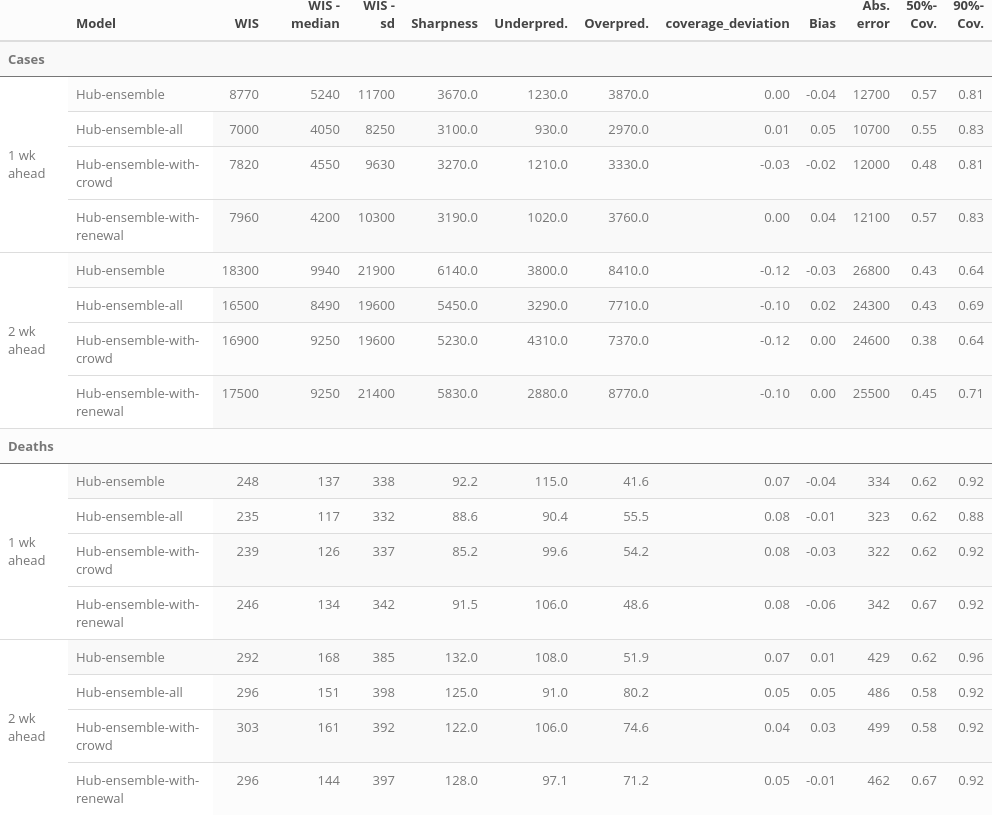 Model WIS WIS - median WIS - sd Sharpness Underpred. Overpred. coverage_deviation Bias Abs. error 50%- Cov. 90%- Cov.
Cases
1 wk ahead
Hub-ensemble 8770 5240 11700 3670.0 1230.0 3870.0 0.00 -0.04 12700 0.57 0.81
Hub-ensemble-all 7000 4050 8250 3100.0 930.0 2970.0 0.01 0.05 10700 0.55 0.83
Hub-ensemble-with-crowd 7820 4550 9630 3270.0 1210.0 3330.0 -0.03 -0.02 12000 0.48 0.81
Hub-ensemble-with-renewal 7960 4200 10300 3190.0 1020.0 3760.0 0.00 0.04 12100 0.57 0.83
2 wk ahead
Hub-ensemble 18300 9940 21900 6140.0 3800.0 8410.0 -0.12 -0.03 26800 0.43 0.64
Hub-ensemble-all 16500 8490 19600 5450.0 3290.0 7710.0 -0.10 0.02 24300 0.43 0.69
Hub-ensemble-with-crowd 16900 9250 19600 5230.0 4310.0 7370.0 -0.12 0.00 24600 0.38 0.64
Hub-ensemble-with-renewal 17500 9250 21400 5830.0 2880.0 8770.0 -0.10 0.00 25500 0.45 0.71
Deaths
1 wk ahead
Hub-ensemble 248 137 338 92.2 115.0 41.6 0.07 -0.04 334 0.62 0.92
Hub-ensemble-all 235 117 332 88.6 90.4 55.5 0.08 -0.01 323 0.62 0.88
Hub-ensemble-with-crowd 239 126 337 85.2 99.6 54.2 0.08 -0.03 322 0.62 0.92
Hub-ensemble-with-renewal 246 134 342 91.5 106.0 48.6 0.08 -0.06 342 0.67 0.92
2 wk ahead
Hub-ensemble 292 168 385 132.0 108.0 51.9 0.07 0.01 429 0.62 0.96
Hub-ensemble-all 296 151 398 125.0 91.0 80.2 0.05 0.05 486 0.58 0.92
Hub-ensemble-with-crowd 303 161 392 122.0 106.0 74.6 0.04 0.03 499 0.58 0.92
Hub-ensemble-with-renewal 296 144 397 128.0 97.1 71.2 0.05 -0.01 462 0.67 0.92